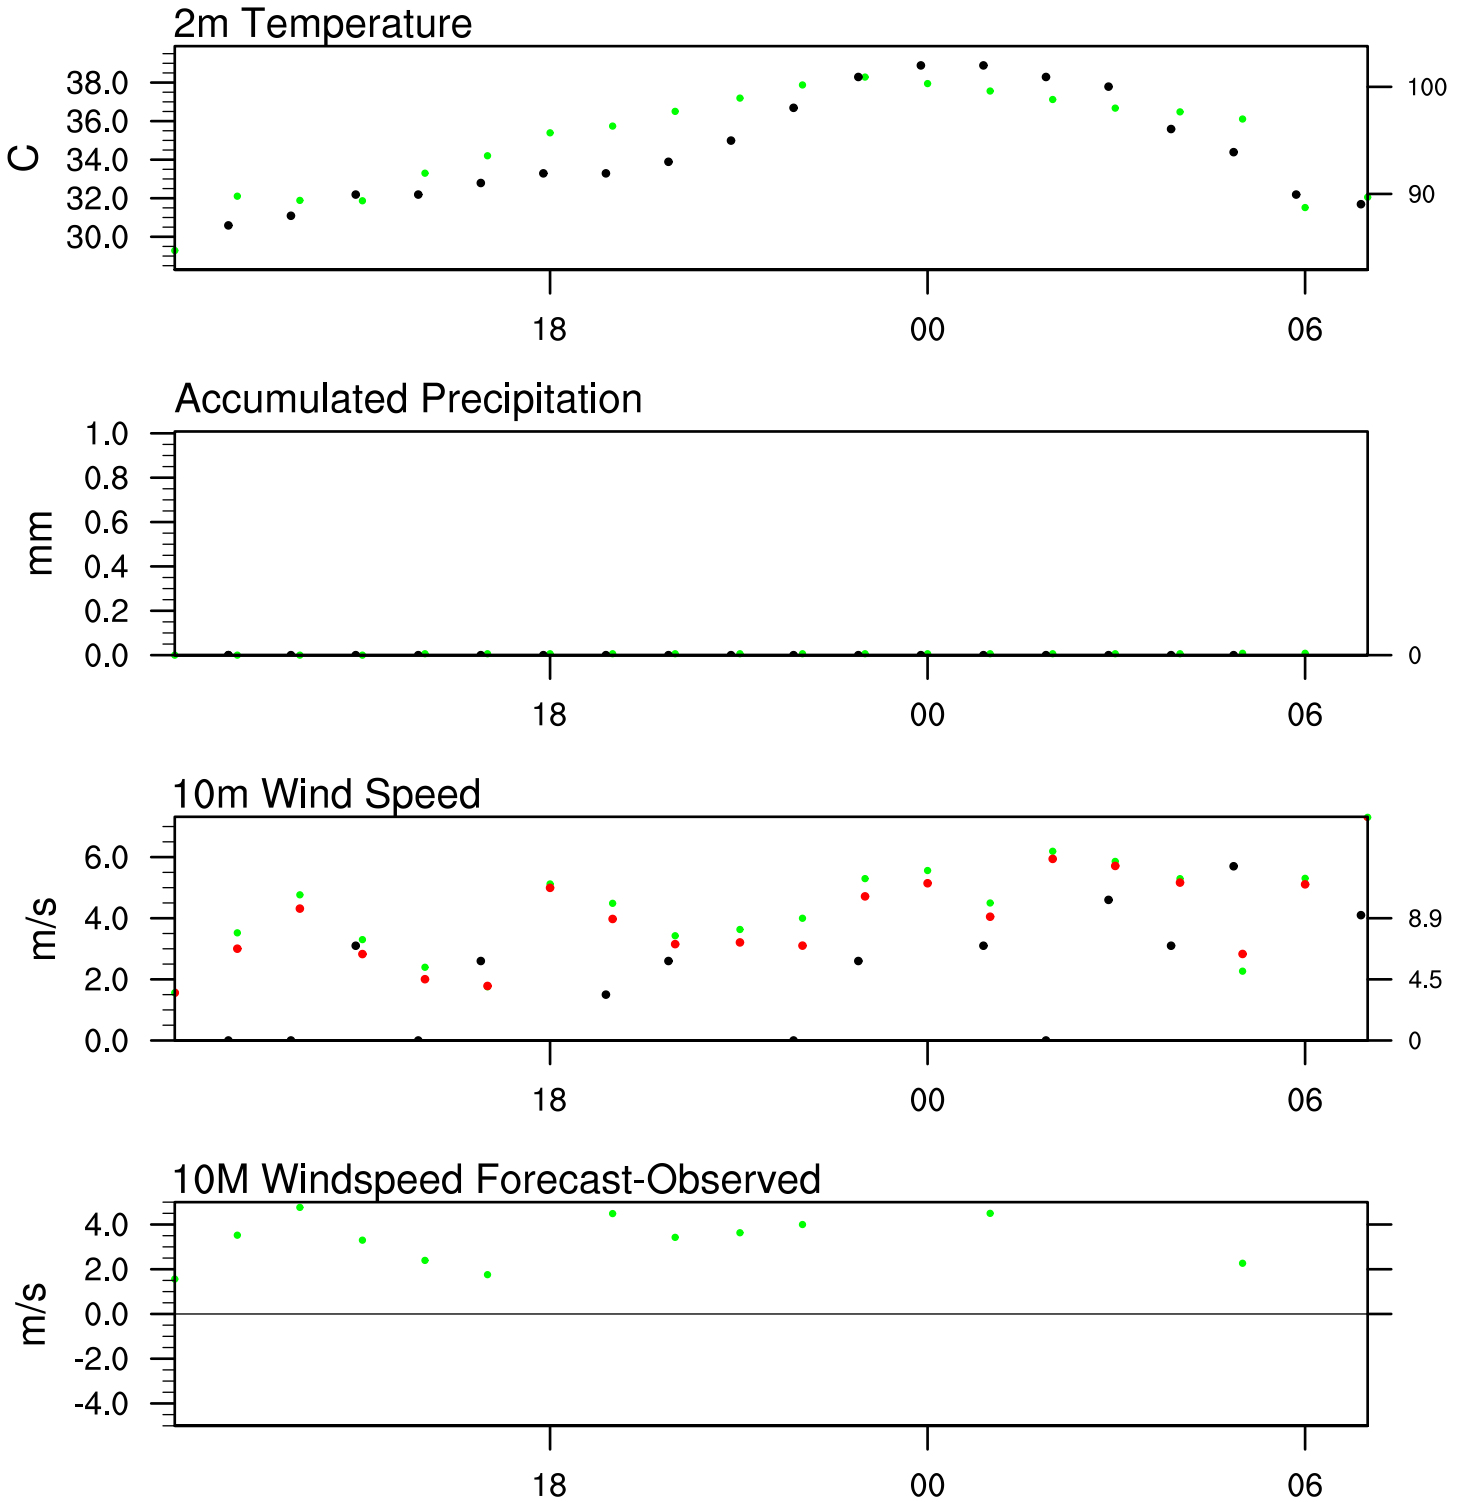 2m Temperature
38.0
36.0
34.0
32.0
30.0
C
100
90
18 00 06
Accumulated Precipitation
1.0
0.8
0.6
0.4
0.2
0.0
mm
0
18 00 06
10m Wind Speed
6.0
4.0
2.0
0.0
m/s
8.9
4.5
0
18 00 06
10M Windspeed Forecast-Observed
4.0
2.0
0.0
-2.0
-4.0
m/s
18 00 06